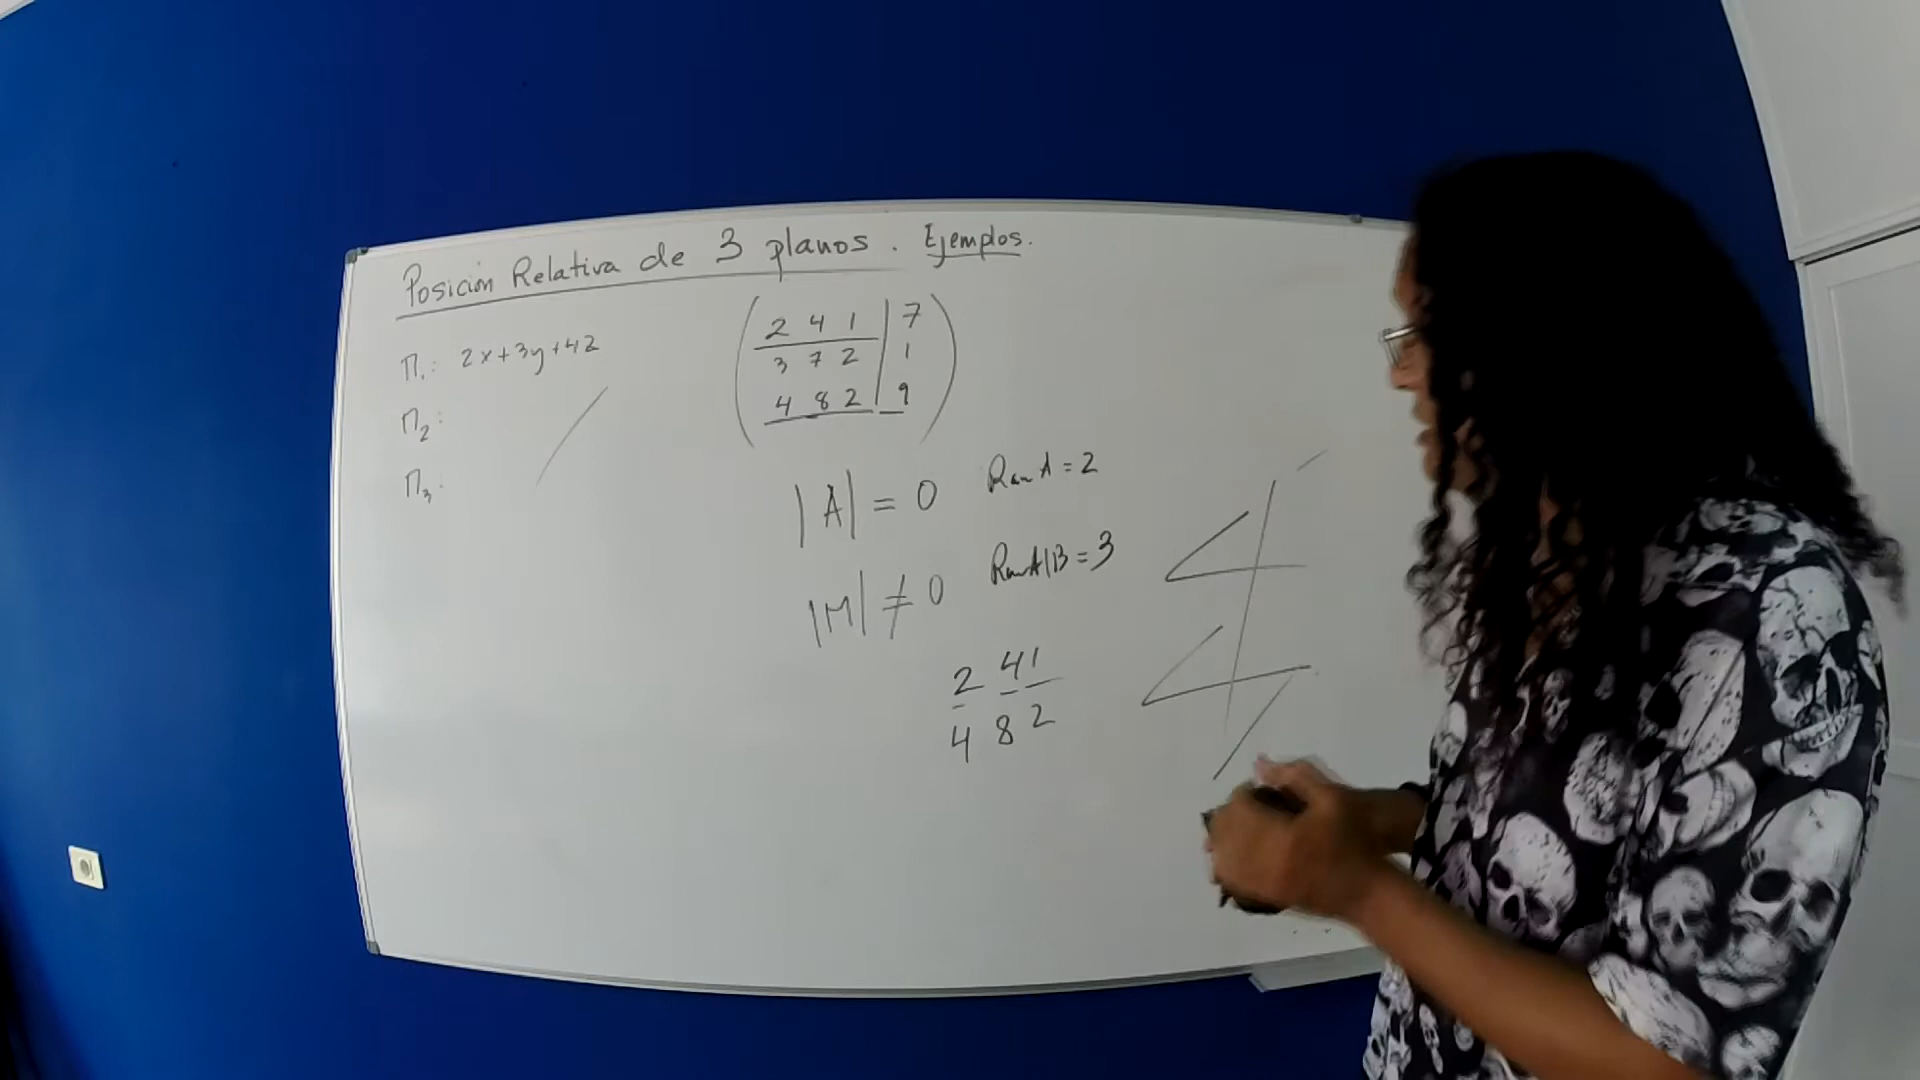 Posición Relativa de 3 planos. Ejemplos.
Π₁: 2x+3y+4z
Π₂:
Π₃:
2 4 1 | 7
3 7 2 | 1
4 8 2 | 9
|A| = 0 Ran A = 2
|M| ≠ 0 Ran A|B = 3
2 4 1
4 8 2